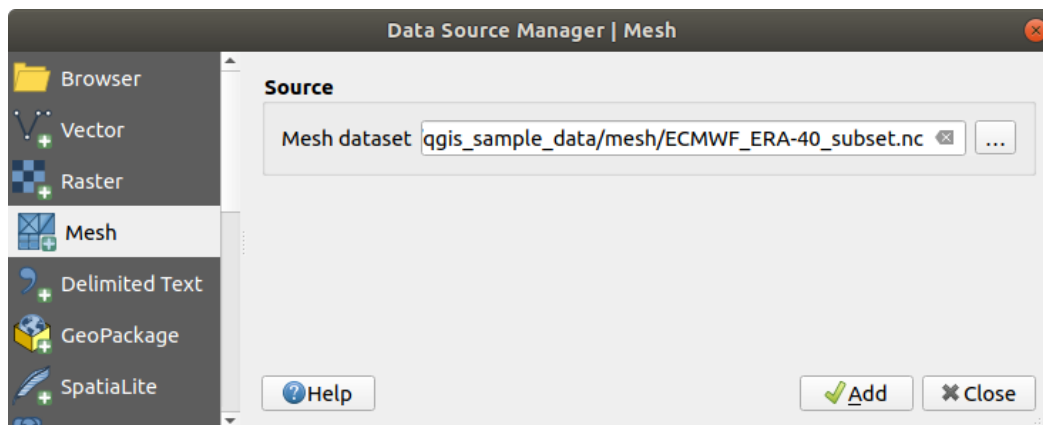 Data Source Manager | Mesh
Browser
Vector
Raster
Mesh
Delimited Text
GeoPackage
SpatiaLite
Source
Mesh dataset qgis_sample_data/mesh/ECMWF_ERA-40_subset.nc ...
Help
Add
Close